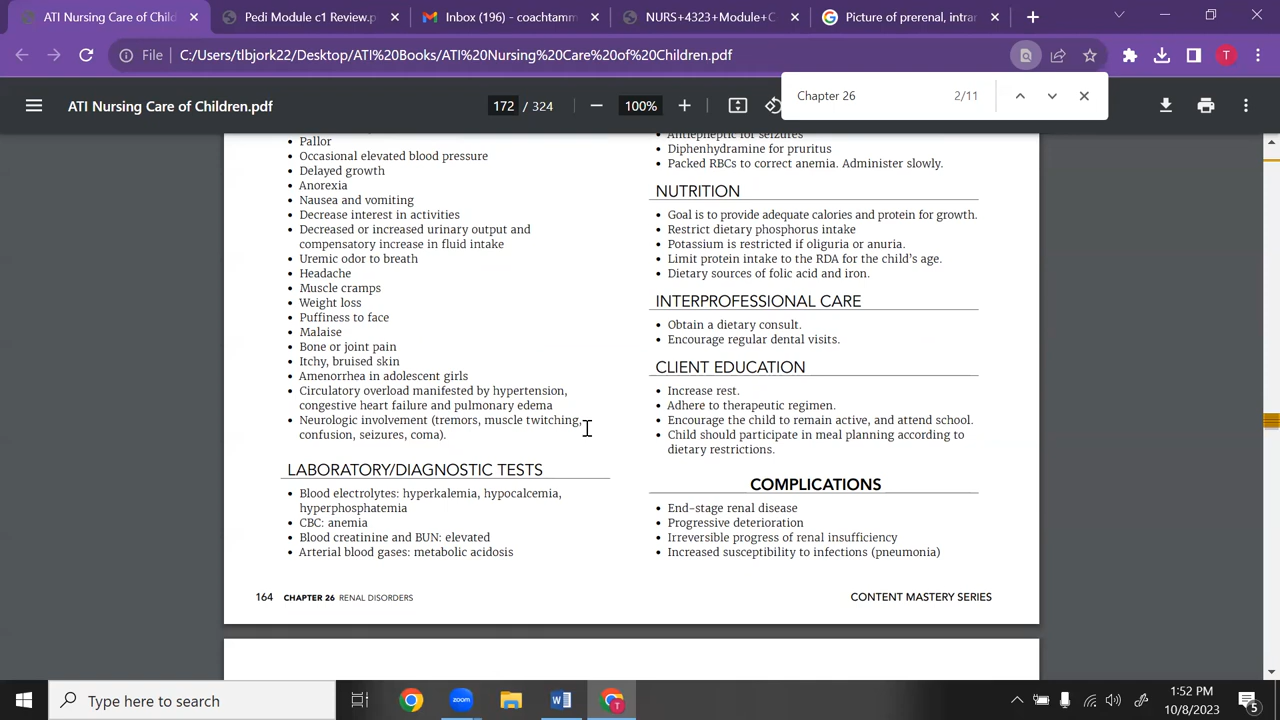 ATI Nursing Care of Child
Pedi Module c1 Review.p
Inbox (196) - coachtamm
NURS+4323+Module+C
Picture of prerenal, intrar
File
C:/Users/tlbjork22/Desktop/ATI%20Books/ATI%20Nursing%20Care%20of%20Children.pdf
T
Chapter 26
2/11
ATI Nursing Care of Children.pdf
172 / 324
100%
• Pallor
• Occasional elevated blood pressure
• Delayed growth
• Anorexia
• Nausea and vomiting
• Decrease interest in activities
• Decreased or increased urinary output and
compensatory increase in fluid intake
• Uremic odor to breath
• Headache
• Muscle cramps
• Weight loss
• Puffiness to face
• Malaise
• Bone or joint pain
• Itchy, bruised skin
• Amenorrhea in adolescent girls
• Circulatory overload manifested by hypertension,
congestive heart failure and pulmonary edema
• Neurologic involvement (tremors, muscle twitching,
confusion, seizures, coma).
LABORATORY/DIAGNOSTIC TESTS
• Blood electrolytes: hyperkalemia, hypocalcemia,
hyperphosphatemia
• CBC: anemia
• Blood creatinine and BUN: elevated
• Arterial blood gases: metabolic acidosis
• Antiepileptic for seizures
• Diphenhydramine for pruritus
• Packed RBCs to correct anemia. Administer slowly.
NUTRITION
• Goal is to provide adequate calories and protein for growth.
• Restrict dietary phosphorus intake
• Potassium is restricted if oliguria or anuria.
• Limit protein intake to the RDA for the child's age.
• Dietary sources of folic acid and iron.
INTERPROFESSIONAL CARE
• Obtain a dietary consult.
• Encourage regular dental visits.
CLIENT EDUCATION
• Increase rest.
• Adhere to therapeutic regimen.
• Encourage the child to remain active, and attend school.
• Child should participate in meal planning according to
dietary restrictions.
COMPLICATIONS
• End-stage renal disease
• Progressive deterioration
• Irreversible progress of renal insufficiency
• Increased susceptibility to infections (pneumonia)
164 CHAPTER 26 RENAL DISORDERS
CONTENT MASTERY SERIES
Type here to search
zoom
T
1:52 PM
10/8/2023
5